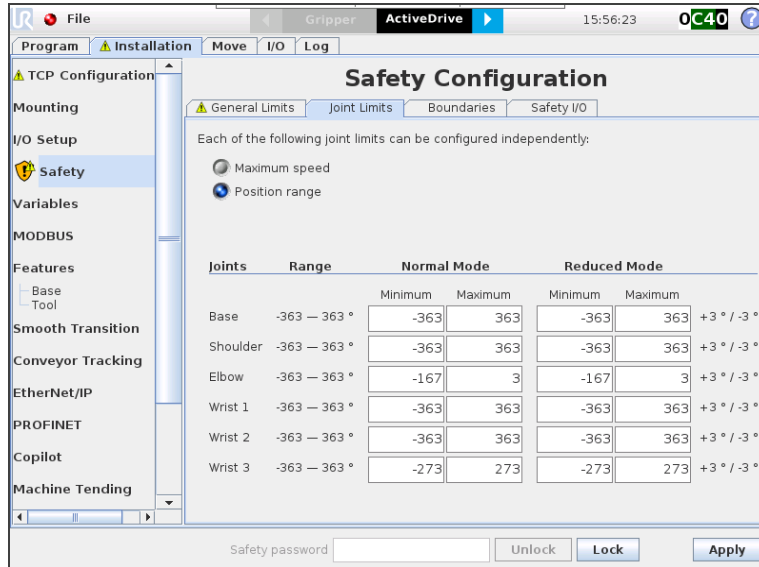 UR File Gripper ActiveDrive 15:56:23 0C40 ?
Program Installation Move I/O Log
TCP Configuration
Mounting
I/O Setup
Safety
Variables
MODBUS
Features
Base
Tool
Smooth Transition
Conveyor Tracking
EtherNet/IP
PROFINET
Copilot
Machine Tending
Safety Configuration
General Limits Joint Limits Boundaries Safety I/O
Each of the following joint limits can be configured independently:
Maximum speed
Position range
Joints Range Normal Mode Reduced Mode
Minimum Maximum Minimum Maximum
Base -363 — 363 ° -363 363 -363 363 +3 ° / -3 °
Shoulder -363 — 363 ° -363 363 -363 363 +3 ° / -3 °
Elbow -363 — 363 ° -167 3 -167 3 +3 ° / -3 °
Wrist 1 -363 — 363 ° -363 363 -363 363 +3 ° / -3 °
Wrist 2 -363 — 363 ° -363 363 -363 363 +3 ° / -3 °
Wrist 3 -363 — 363 ° -273 273 -273 273 +3 ° / -3 °
Safety password Unlock Lock Apply